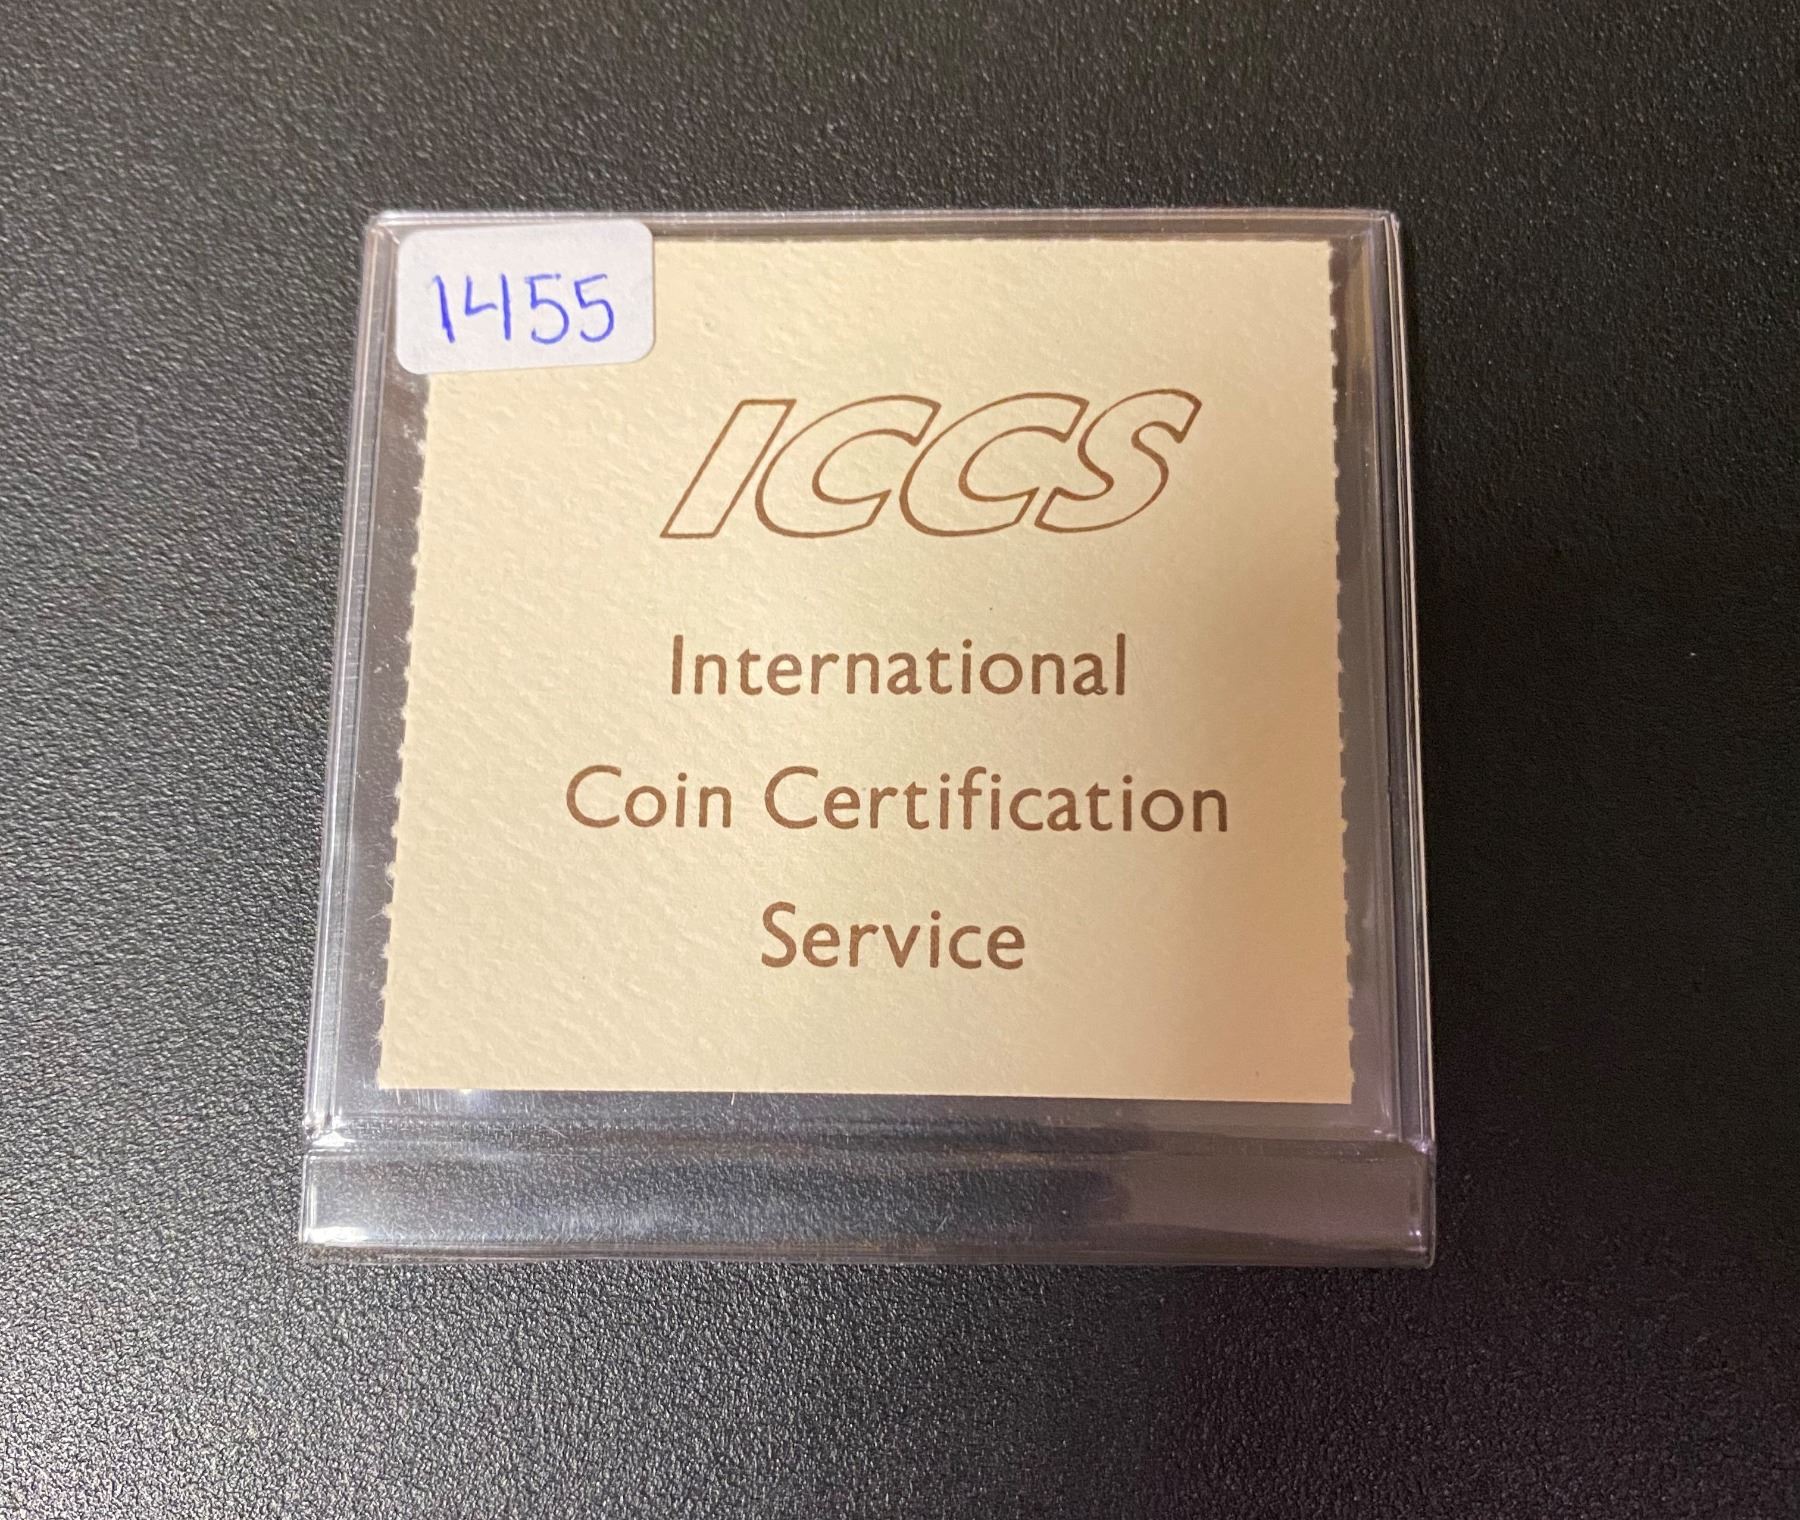 1455
ICCS
International
Coin Certification
Service